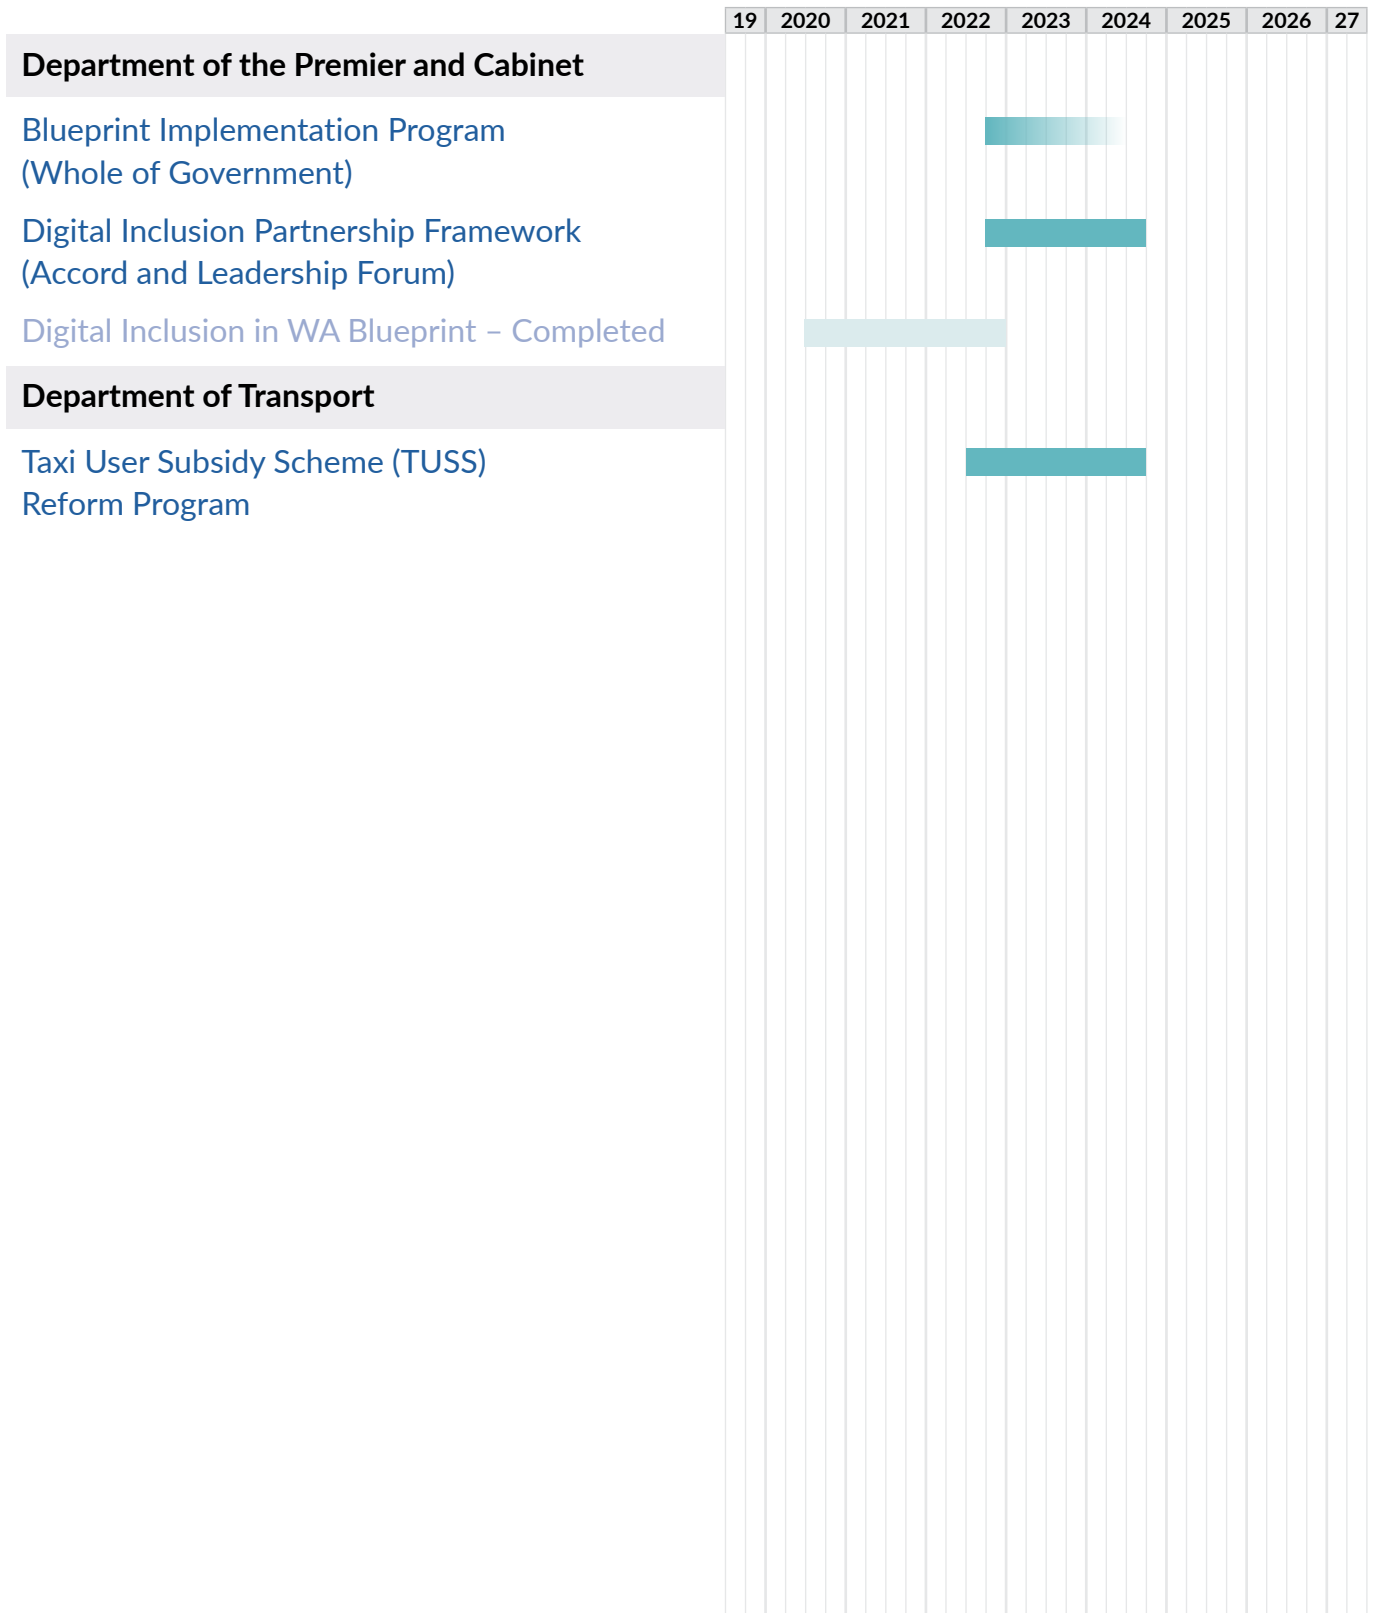 19 2020 2021 2022 2023 2024 2025 2026 27
Department of the Premier and Cabinet
Blueprint Implementation Program
(Whole of Government)
Digital Inclusion Partnership Framework
(Accord and Leadership Forum)
Digital Inclusion in WA Blueprint – Completed
Department of Transport
Taxi User Subsidy Scheme (TUSS)
Reform Program